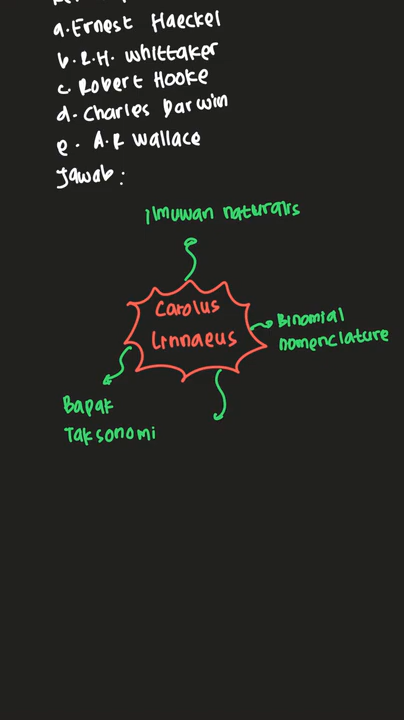 a. Ernest Haeckel
b. R.H. Whittaker
c. Robert Hooke
d. Charles Darwin
e. A.R Wallace
Jawab :
ilmuwan naturalis
Carolus
Linnaeus
Binomial
nomenclature
Bapak
Taksonomi